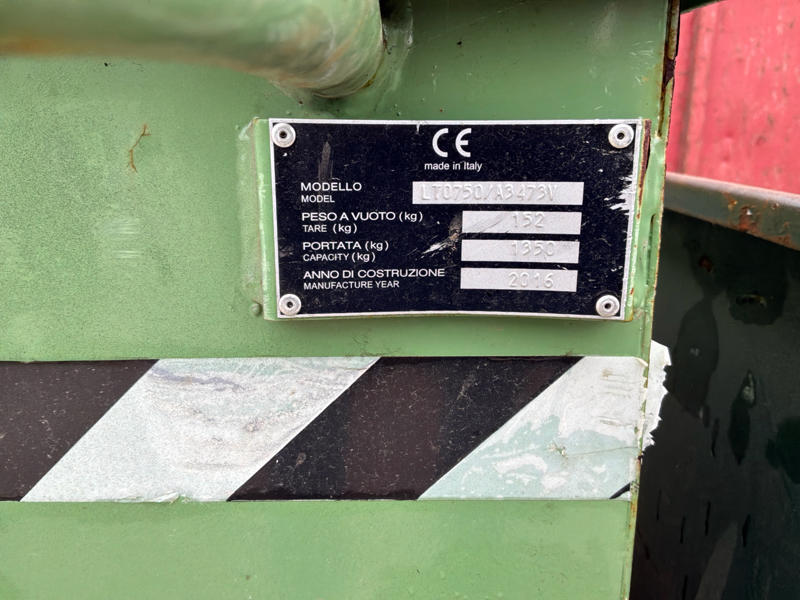 CE
made in Italy
MODELLO LT0750/A3473V
MODEL
PESO A VUOTO (kg) 152
TARE (kg)
PORTATA (kg) 1350
CAPACITY (kg)
ANNO DI COSTRUZIONE 2016
MANUFACTURE YEAR